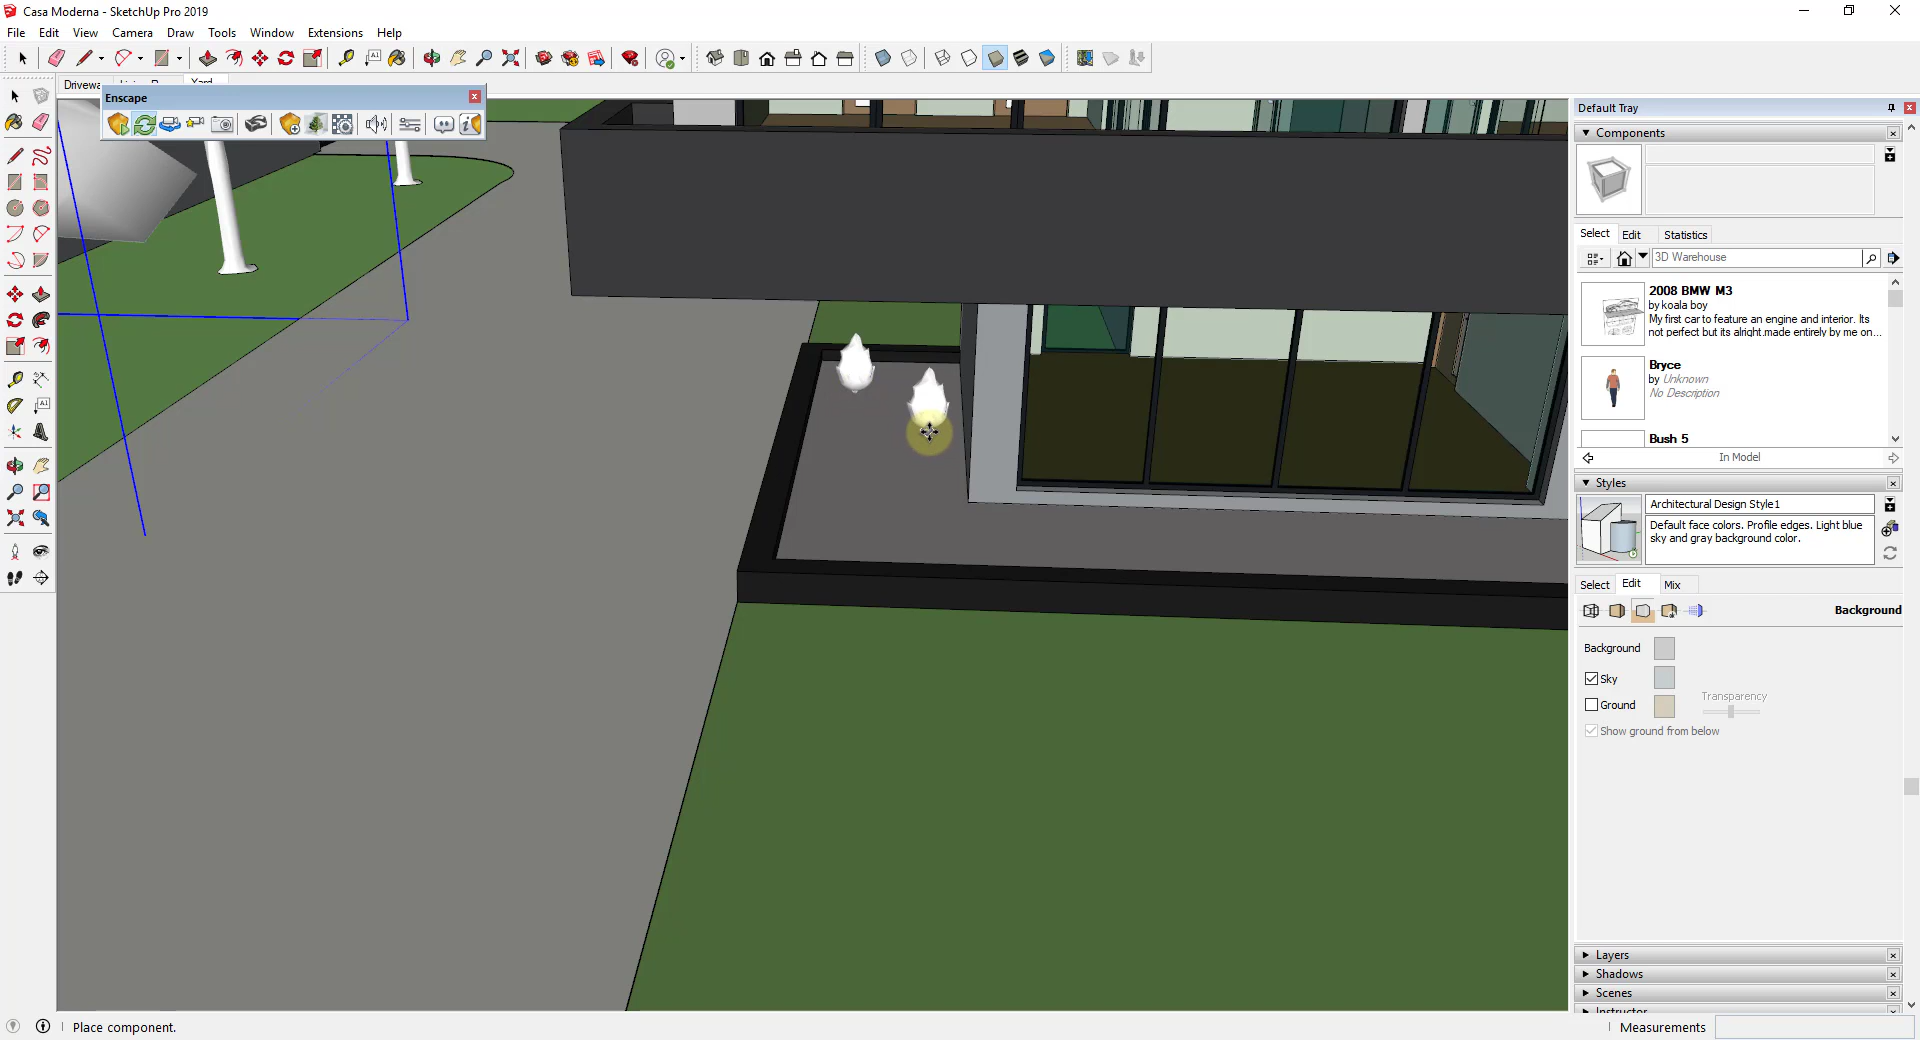 Casa Moderna - SketchUp Pro 2019
File Edit View Camera Draw Tools Window Extensions Help
Enscape
Default Tray
Components
Select Edit Statistics
3D Warehouse
2008 BMW M3
by koala boy
My first car to feature an engine and interior. Its
not perfect but its alright.made entirely by me on...
Bryce
by Unknown
No Description
Bush 5
In Model
Styles
Architectural Design Style1
Default face colors. Profile edges. Light blue
sky and gray background color.
Select Edit Mix
Background
Background
Sky
Transparency
Ground
Show ground from below
Layers
Shadows
Scenes
Instructor
Place component.
Measurements